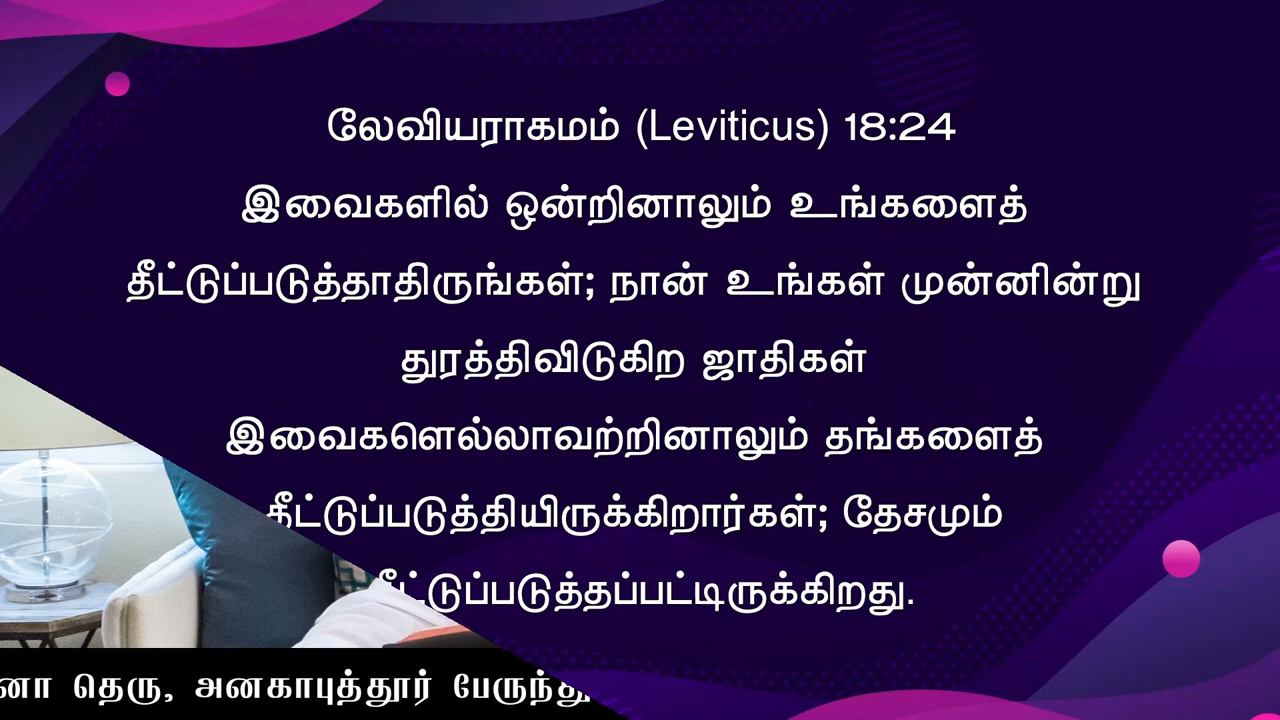 லேவியராகமம் (Leviticus) 18:24
இவைகளில் ஒன்றினாலும் உங்களைத்
தீட்டுப்படுத்தாதிருங்கள்; நான் உங்கள் முன்னின்று
துரத்திவிடுகிற ஜாதிகள்
இவைகளெல்லாவற்றினாலும் தங்களைத்
தீட்டுப்படுத்தியிருக்கிறார்கள்; தேசமும்
தீட்டுப்படுத்தப்பட்டிருக்கிறது.
தெரு, அனகாபுத்தூர்